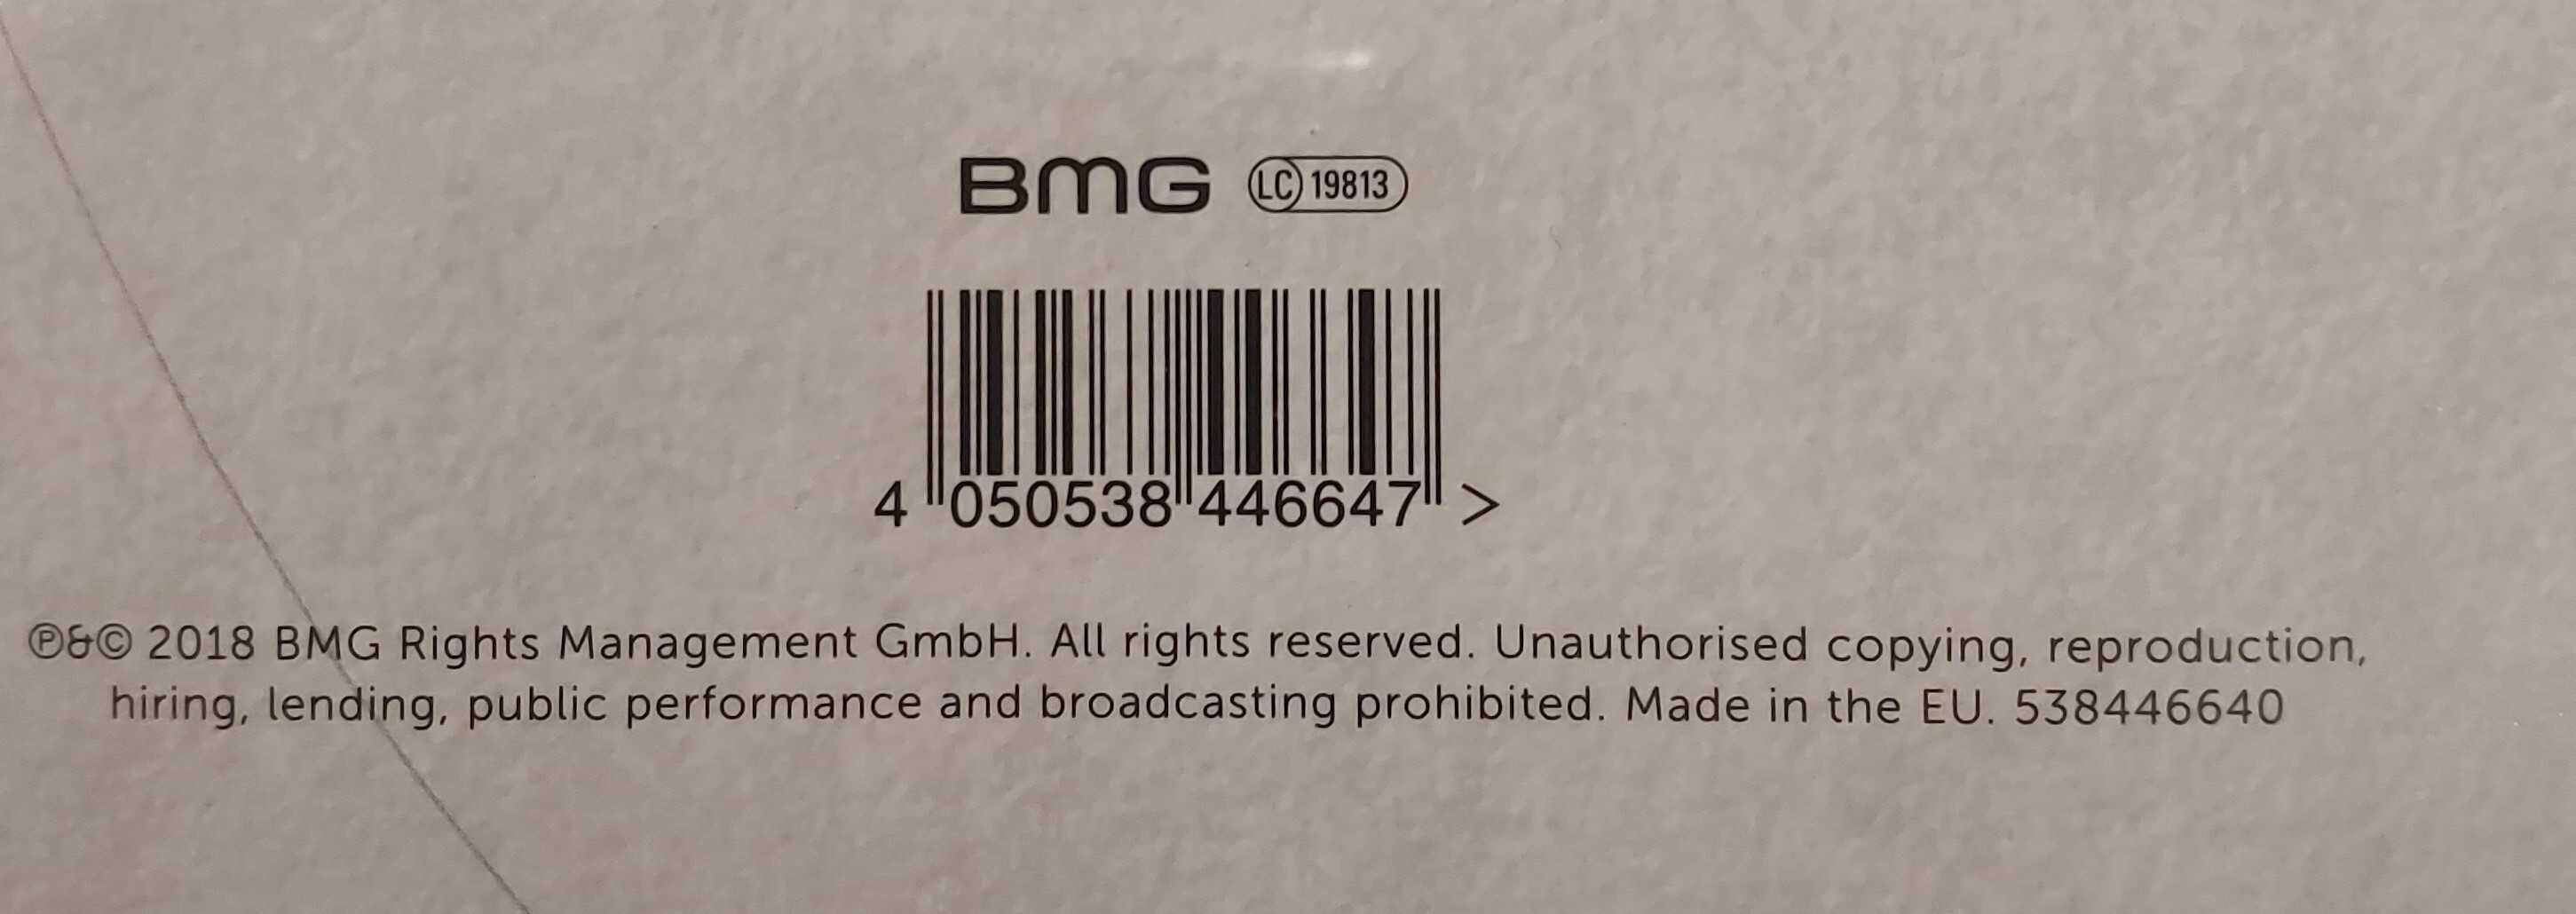 BMG LC 19813
4 050538 446647 >
℗&© 2018 BMG Rights Management GmbH. All rights reserved. Unauthorised copying, reproduction,
hiring, lending, public performance and broadcasting prohibited. Made in the EU. 538446640